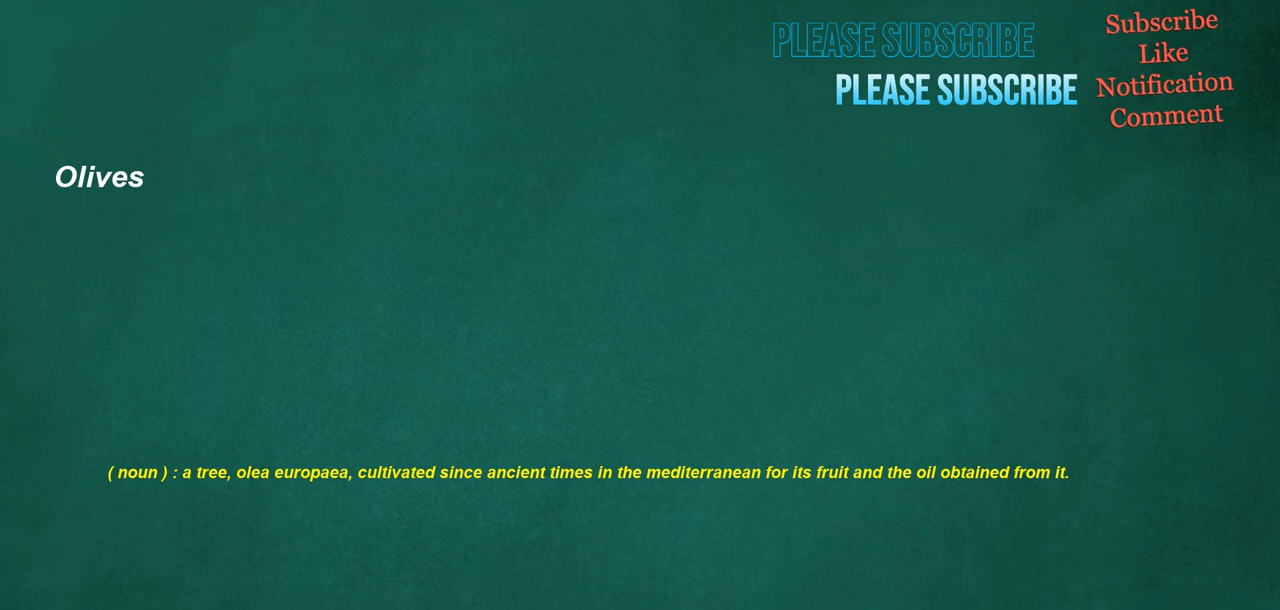 PLEASE SUBSCRIBE
PLEASE SUBSCRIBE
Subscribe
Like
Notification
Comment
Olives
( noun ) : a tree, olea europaea, cultivated since ancient times in the mediterranean for its fruit and the oil obtained from it.